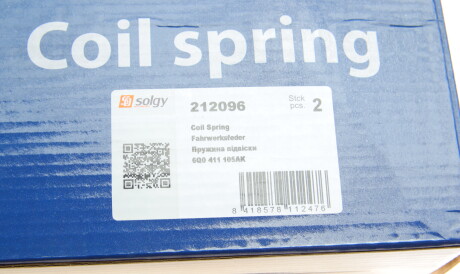 Coil spring
solgy
212096
Stck
pcs. 2
Coil Spring
Fahrwerksfeder
Пружина підвіски
6Q0 411 105AK
8 418578 112476